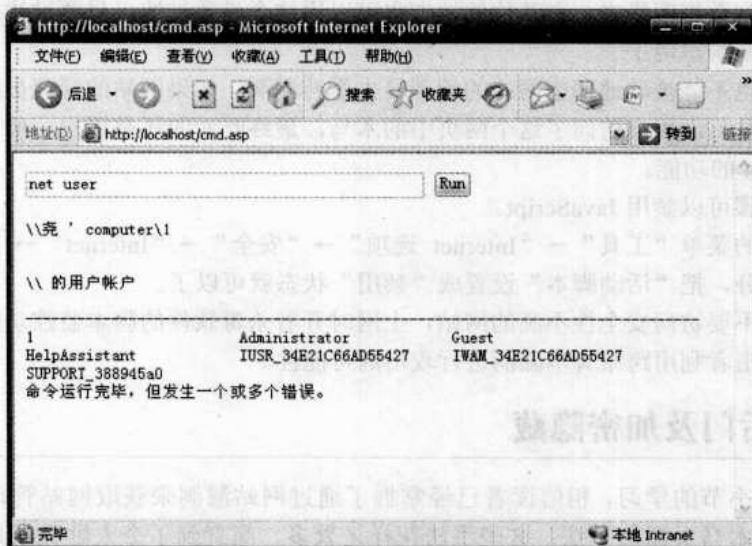 http://localhost/cmd.asp - Microsoft Internet Explorer
文件(F) 编辑(E) 查看(V) 收藏(A) 工具(T) 帮助(H)
后退 搜索 收藏夹
地址(D) http://localhost/cmd.asp 转到 链接
net user Run
\\尧 ' computer\1
\\ 的用户帐户
1 Administrator Guest
HelpAssistant IUSR_34E21C66AD55427 IWAM_34E21C66AD55427
SUPPORT_388945a0
命令运行完毕，但发生一个或多个错误。
完毕 本地 Intranet